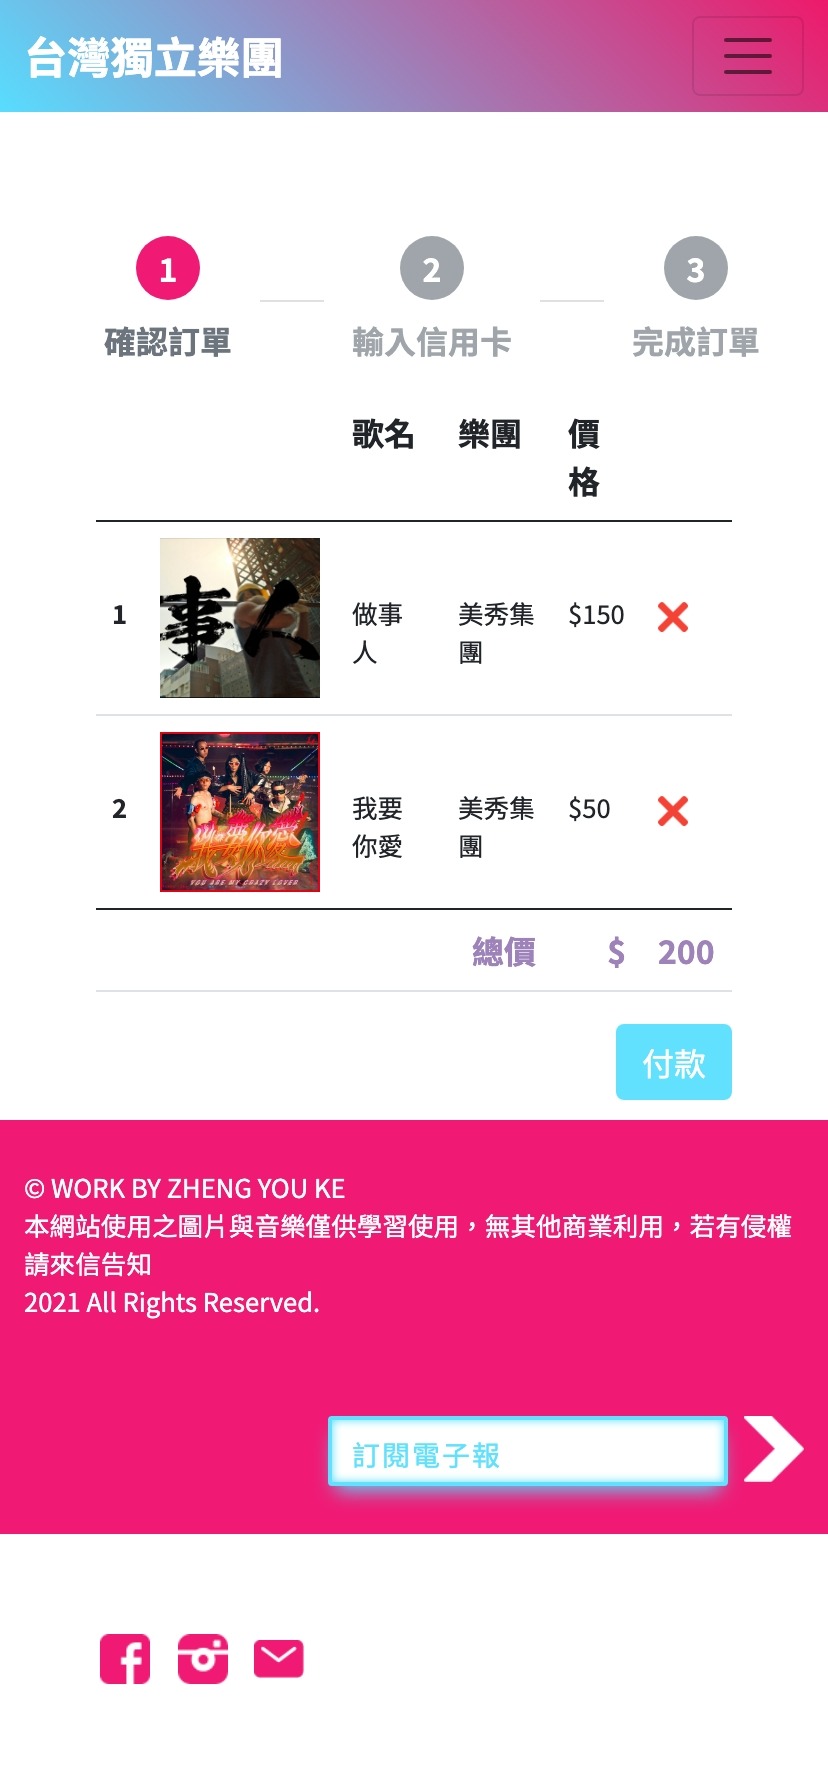 台灣獨立樂團
1 2 3
確認訂單 輸入信用卡 完成訂單
歌名 樂團 價
格
事
1 做事 美秀集 $150
人 團
2 我要 美秀集 $50
你愛 團
我要你愛
YOU ARE MY CRAZY LOVER
總價 $ 200
付款
© WORK BY ZHENG YOU KE
本網站使用之圖片與音樂僅供學習使用，無其他商業利用，若有侵權
請來信告知
2021 All Rights Reserved.
訂閱電子報